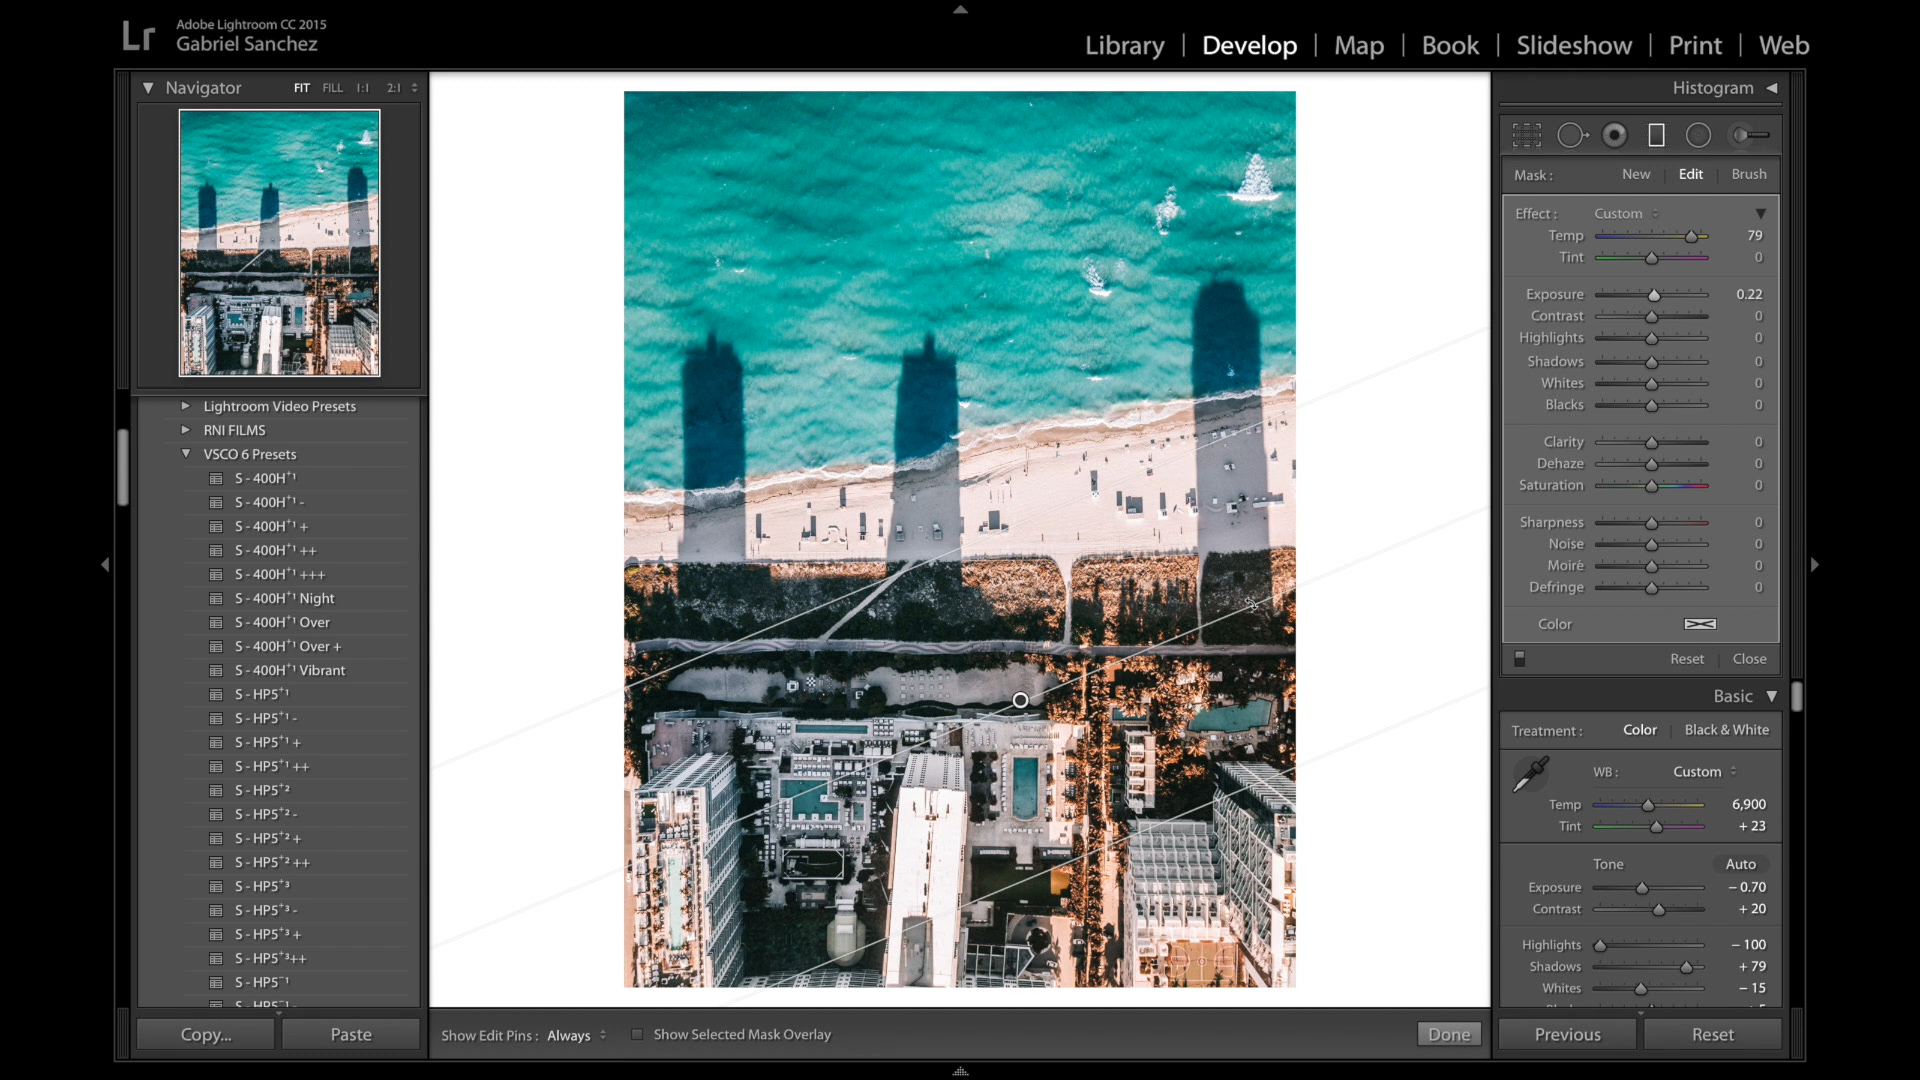 Lr
Adobe Lightroom CC 2015
Gabriel Sanchez
Library | Develop | Map | Book | Slideshow | Print | Web
Navigator FIT FILL 1:1 2:1
Lightroom Video Presets
RNI FILMS
VSCO 6 Presets
S - 400H⁺¹
S - 400H⁺¹ -
S - 400H⁺¹ +
S - 400H⁺¹ ++
S - 400H⁺¹ +++
S - 400H⁺¹ Night
S - 400H⁺¹ Over
S - 400H⁺¹ Over +
S - 400H⁺¹ Vibrant
S - HP5⁺¹
S - HP5⁺¹ -
S - HP5⁺¹ +
S - HP5⁺¹ ++
S - HP5⁺²
S - HP5⁺² -
S - HP5⁺² +
S - HP5⁺² ++
S - HP5⁺³
S - HP5⁺³ -
S - HP5⁺³ +
S - HP5⁺³++
S - HP5⁻¹
S - HP5⁻¹ -
Copy... Paste
Show Edit Pins : Always Show Selected Mask Overlay Done
Histogram
Mask : New | Edit | Brush
Effect : Custom
Temp 79
Tint 0
Exposure 0.22
Contrast 0
Highlights 0
Shadows 0
Whites 0
Blacks 0
Clarity 0
Dehaze 0
Saturation 0
Sharpness 0
Noise 0
Moiré 0
Defringe 0
Color
Reset | Close
Basic
Treatment : Color | Black & White
WB : Custom
Temp 6,900
Tint + 23
Tone Auto
Exposure – 0.70
Contrast + 20
Highlights – 100
Shadows + 79
Whites – 15
Previous Reset